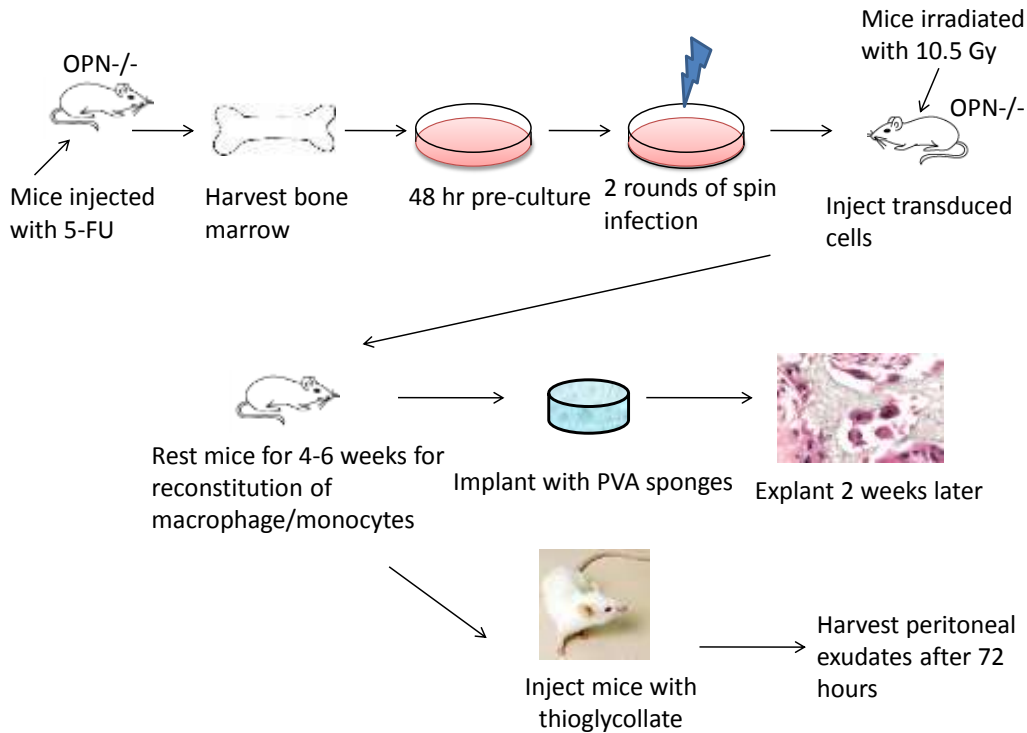 OPN-/-
Mice injected
with 5-FU
Harvest bone
marrow
48 hr pre-culture
2 rounds of spin
infection
Mice irradiated
with 10.5 Gy
OPN-/-
Inject transduced
cells
Rest mice for 4-6 weeks for
reconstitution of
macrophage/monocytes
Implant with PVA sponges
Explant 2 weeks later
Inject mice with
thioglycollate
Harvest peritoneal
exudates after 72
hours